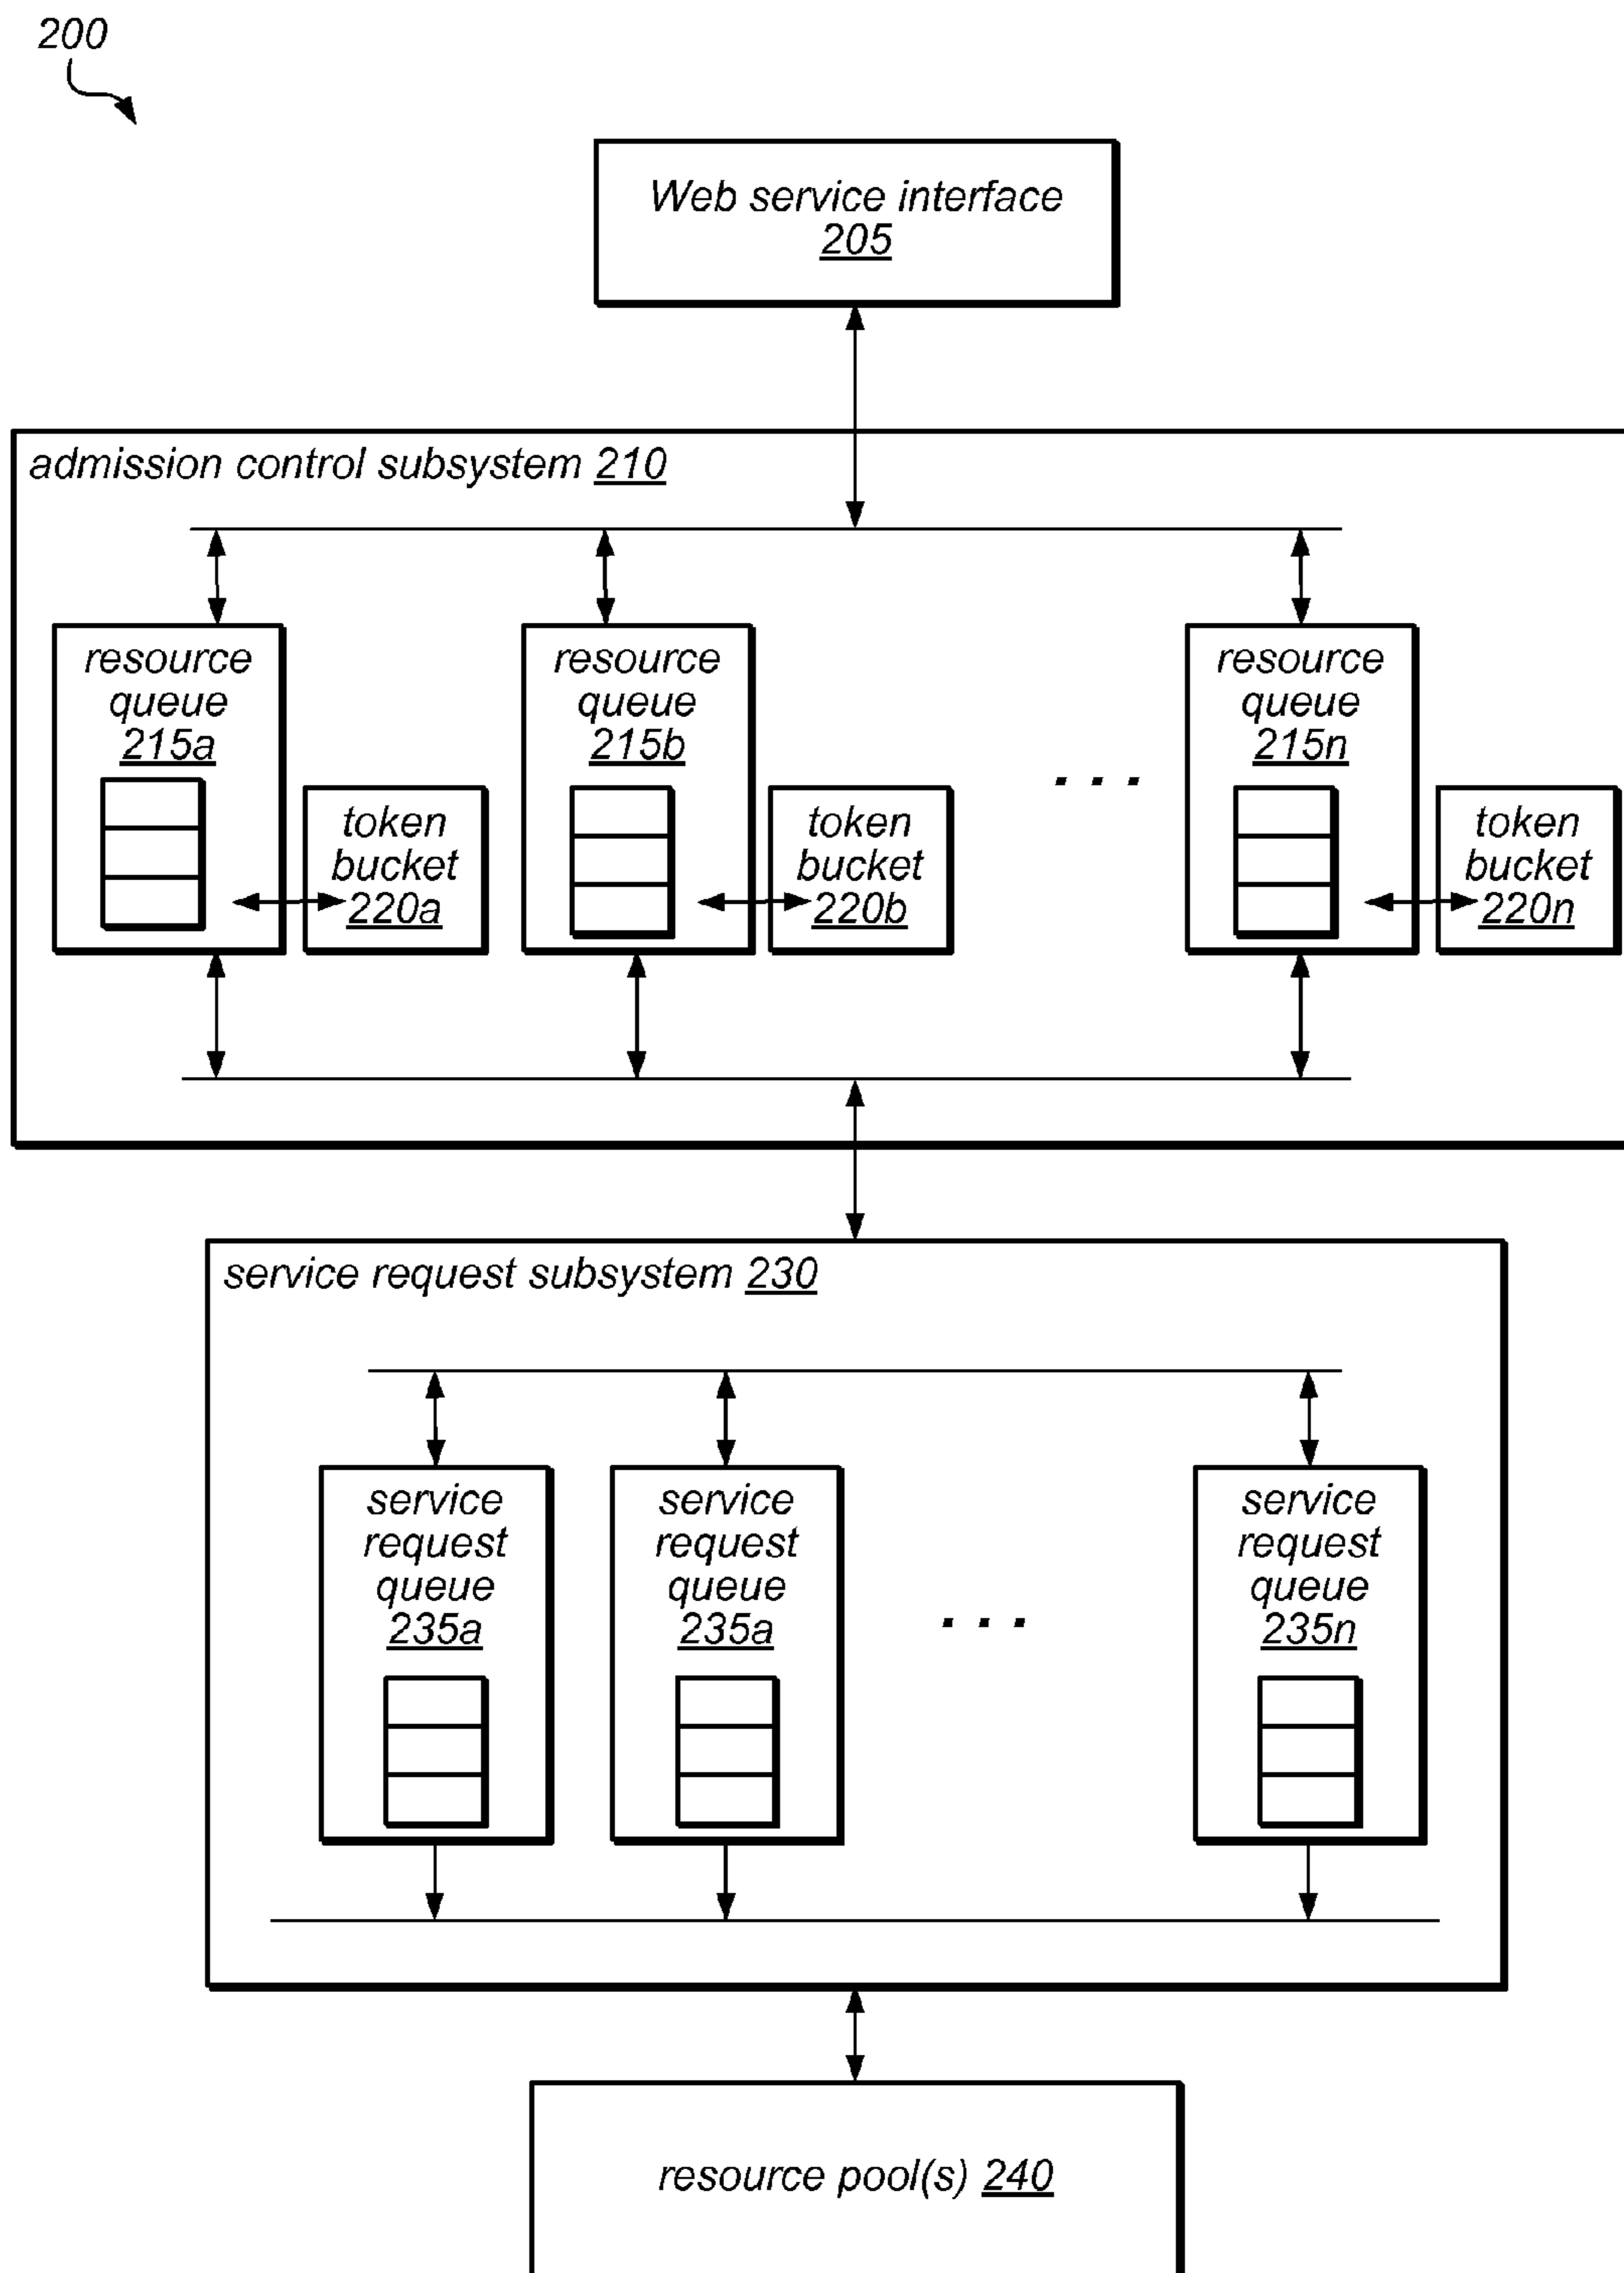 200
Web service interface
205
admission control subsystem 210
resource
queue
215a
token
bucket
220a
resource
queue
215b
token
bucket
220b
. . .
resource
queue
215n
token
bucket
220n
service request subsystem 230
service
request
queue
235a
service
request
queue
235a
. . .
service
request
queue
235n
resource pool(s) 240